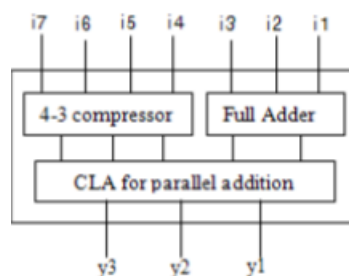 i7 i6 i5 i4 i3 i2 i1
4-3 compressor Full Adder
CLA for parallel addition
y3 y2 y1